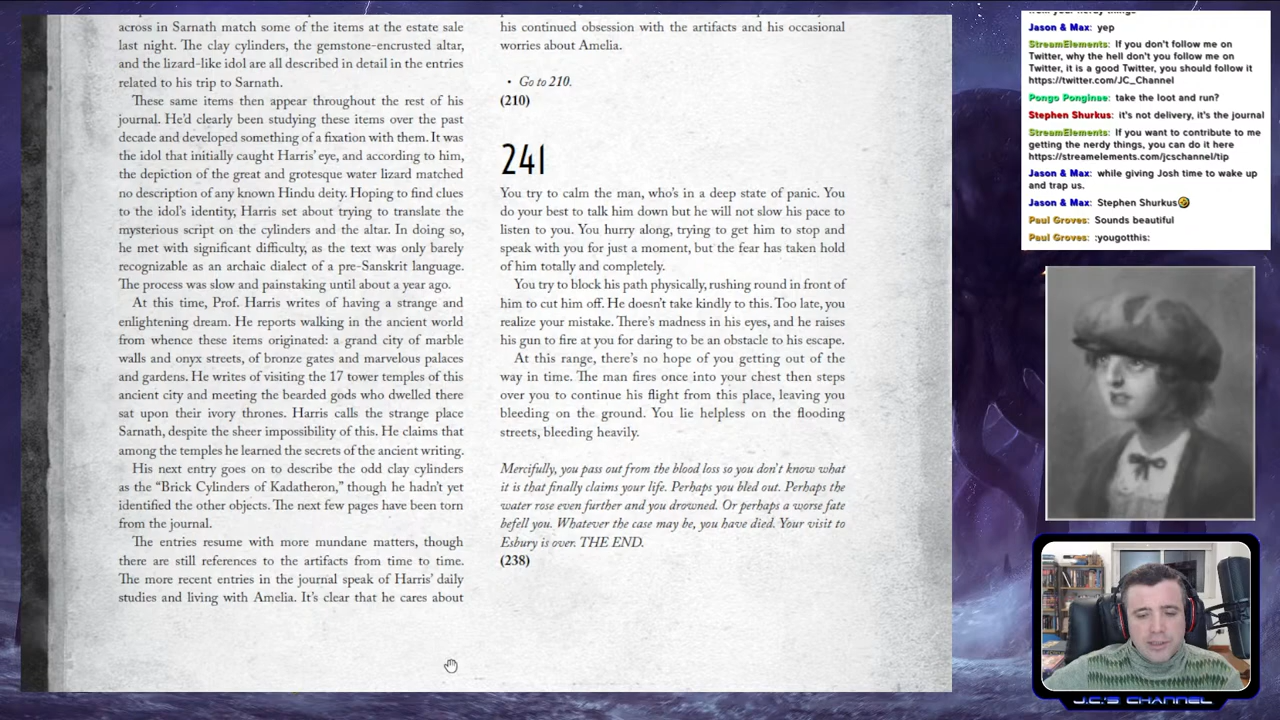 across in Sarnath match some of the items for private sale
last night. The clay cylinders, the gemstone-encrusted altar,
and the lizard-like idol are all described in detail in the entries
related to his trip to Sarnath.
These same items then appear throughout the rest of his
journal. He'd clearly been studying these items over the past
decade and developed something of a fixation with them. It was
the idol that initially caught Harris' eye, and according to him,
the depiction of the great and grotesque water lizard matched
no description of any known Hindu deity. In order to find clues
to the idol's identity, Harris set about trying to translate the
mysterious text on the cylinders and the idol. In doing so,
he met with significant difficulty, as the script was only barely
recognizable as an archaic dialect of a pre-Sanskrit language.
The process was slow and painstaking until about a year ago.
At this time, Prof. Harris writes of having a strange and
enlightening dream. He reports walking in the ancient world
from whence these items originated: a grand city of marble
walls and onyx streets, of bronze gates and marvelous palaces
and gardens. He writes of visiting the 17 tower temples of this
ancient city and meeting the bearded gods who dwelled there
sat upon their ivory thrones. Harris calls the strange place
Sarnath, despite the sheer impossibility of this. He claims that
among the temples he learned the secrets of the ancient writing.
His next entry goes on to describe the odd clay cylinders
as the "Brick Cylinders of Kadatheron," though he hadn't yet
identified the other objects. The next few pages have been torn
from the journal.
The entries resume with more mundane matters, though
there are still references to the artifacts from time to time.
The more recent entries in the journal speak of Harris' daily
studies and living with Amelia. It's clear that he cares about
his continued obsession with the artifacts and his occasional
worries about Amelia.
• Go to 210.
(210)
241
You try to calm the man, who's in a deep state of panic. You
do your best to talk him down but he will not slow his pace to
listen to you. You hurry along, trying to get him to stop and
speak with you for just a moment, but the fear has taken hold
of him totally and completely.
You try to block his path physically, rushing round in front of
him to cut him off. He doesn't take kindly to this. Too late, you
realize your mistake. There's madness in his eyes, and he raises
his gun to fire at you for daring to be an obstacle to his escape.
At this range, there's no hope of you getting out of the
way in time. The man fires once into your chest then steps
over you to continue his flight from this place, leaving you
bleeding on the ground. You lie helpless on the flooding
streets, bleeding heavily.
Mercifully, you pass out from the blood loss so you don't know what
it is that finally claims your life. Perhaps you bled out. Perhaps the
water rose even further and you drowned. Or perhaps a worse fate
befell you. Whatever the case may be, you have died. Your visit to
Esbury is over. THE END.
(238)
Jason & Max: yep
StreamElements: If you don't follow me on
Twitter, why the hell don't you follow me on
Twitter, it is a good Twitter, you should follow it
https://twitter.com/JC_Channel
Pongo Ponginae: take the loot and run?
Stephen Shurkus: it's not delivery, it's the journal
StreamElements: If you want to contribute to me
getting the nerdy things, you can do it here
https://streamelements.com/jcschannel/tip
Jason & Max: while giving Josh time to wake up
and trap us.
Jason & Max: Stephen Shurkus🤣
Paul Groves: Sounds beautiful
Paul Groves: :yougotthis:
J.C.'S CHANNEL